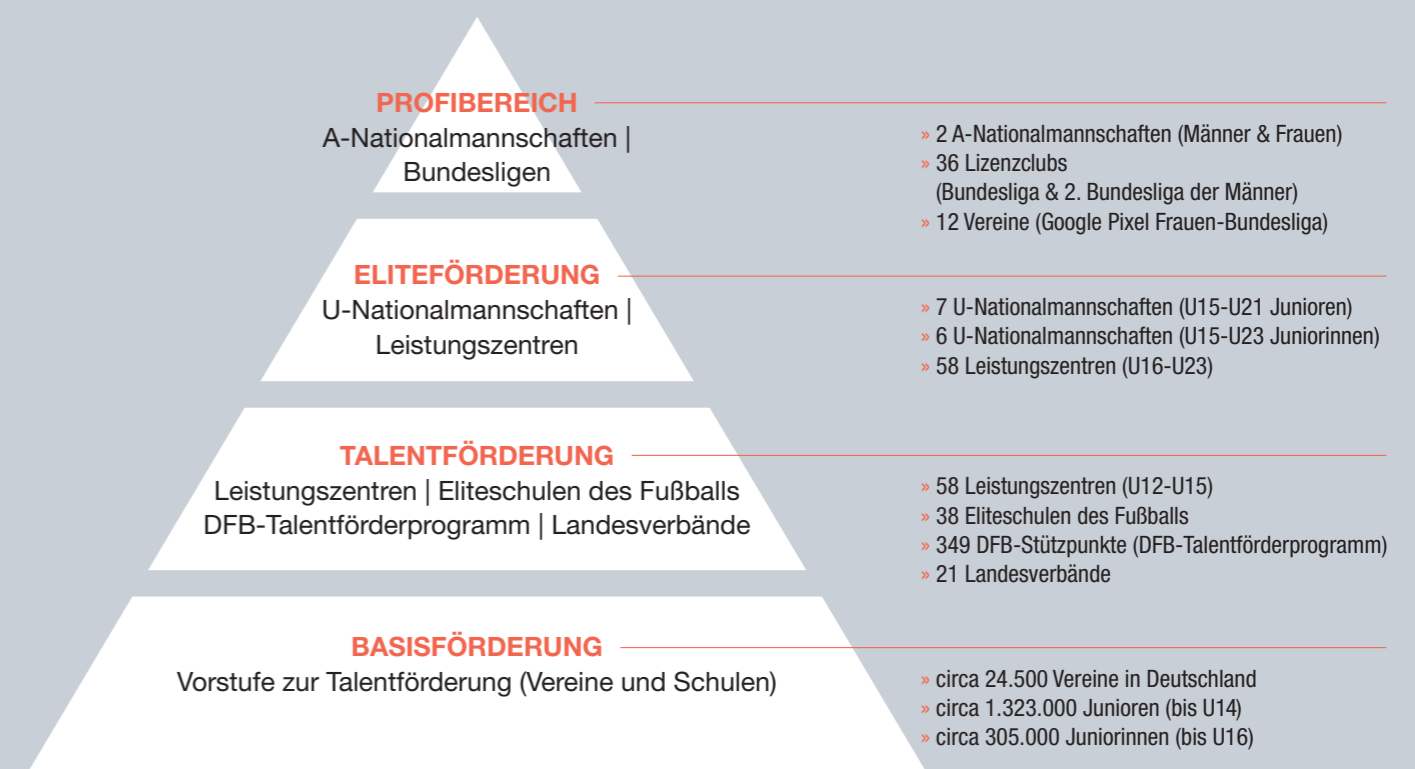 PROFIBEREICH
A-Nationalmannschaften |
Bundesligen
» 2 A-Nationalmannschaften (Männer & Frauen)
» 36 Lizenzclubs
(Bundesliga & 2. Bundesliga der Männer)
» 12 Vereine (Google Pixel Frauen-Bundesliga)
ELITEFÖRDERUNG
U-Nationalmannschaften |
Leistungszentren
» 7 U-Nationalmannschaften (U15-U21 Junioren)
» 6 U-Nationalmannschaften (U15-U23 Juniorinnen)
» 58 Leistungszentren (U16-U23)
TALENTFÖRDERUNG
Leistungszentren | Eliteschulen des Fußballs
DFB-Talentförderprogramm | Landesverbände
» 58 Leistungszentren (U12-U15)
» 38 Eliteschulen des Fußballs
» 349 DFB-Stützpunkte (DFB-Talentförderprogramm)
» 21 Landesverbände
BASISFÖRDERUNG
Vorstufe zur Talentförderung (Vereine und Schulen)
» circa 24.500 Vereine in Deutschland
» circa 1.323.000 Junioren (bis U14)
» circa 305.000 Juniorinnen (bis U16)